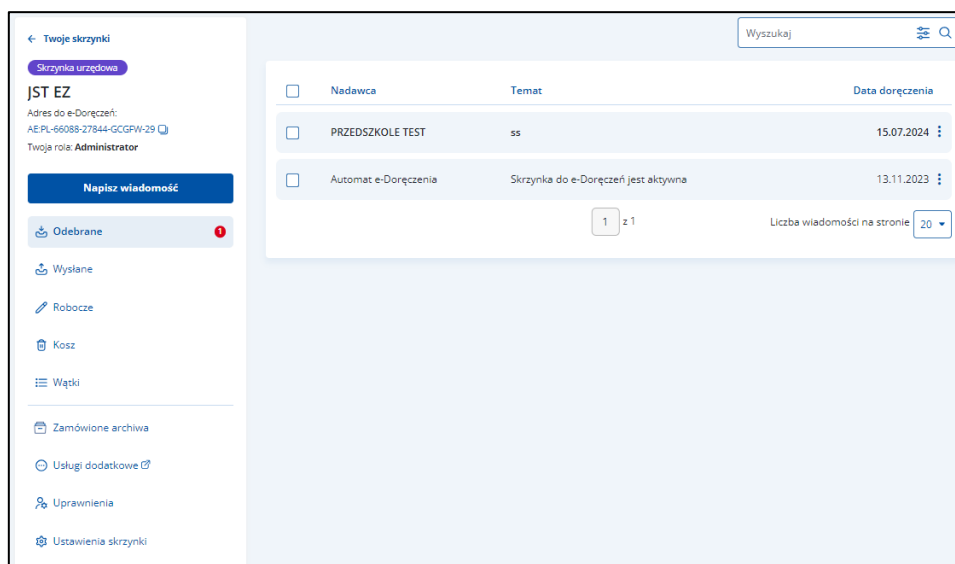 Twoje skrzynki
Skrzynka urzędowa
JST EZ
Adres do e-Doręczeń:
AE:PL-66088-27844-GCGFW-29
Twoja rola: Administrator
Napisz wiadomość
Odebrane 1
Wysłane
Robocze
Kosz
Wątki
Zamówione archiwa
Usługi dodatkowe
Uprawnienia
Ustawienia skrzynki
Wyszukaj
Nadawca Temat Data doręczenia
PRZEDSZKOLE TEST ss 15.07.2024
Automat e-Doręczenia Skrzynka do e-Doręczeń jest aktywna 13.11.2023
1 z 1 Liczba wiadomości na stronie 20